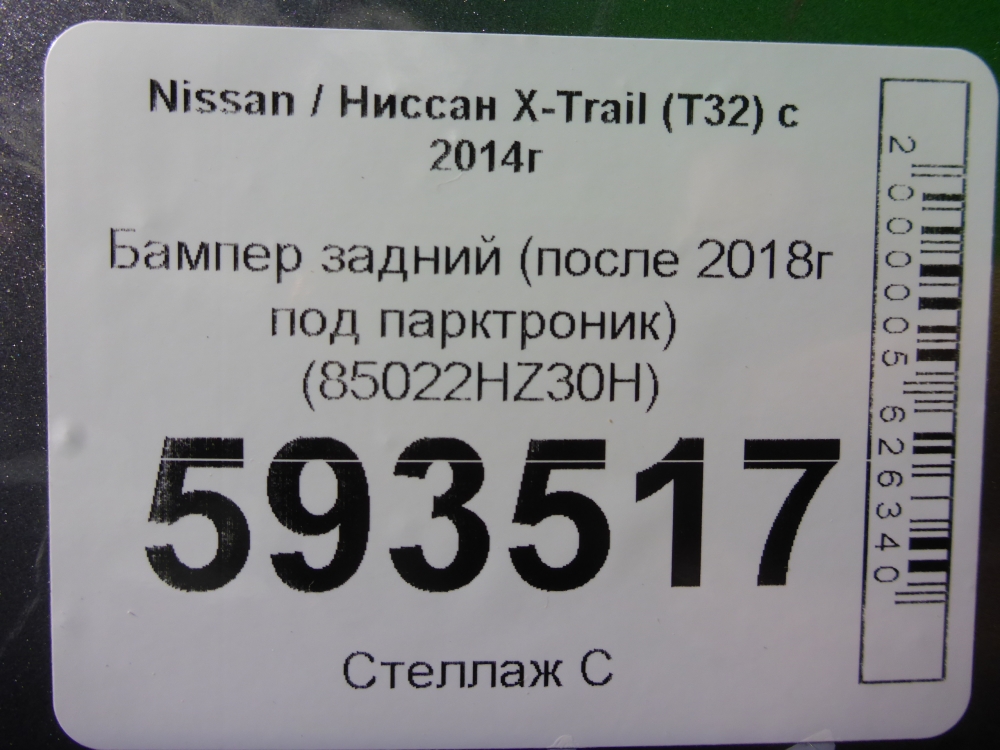 Nissan / Ниссан X-Trail (T32) с
2014г
Бампер задний (после 2018г
под парктроник)
(85022HZ30H)
593517
Стеллаж С
2000005626340